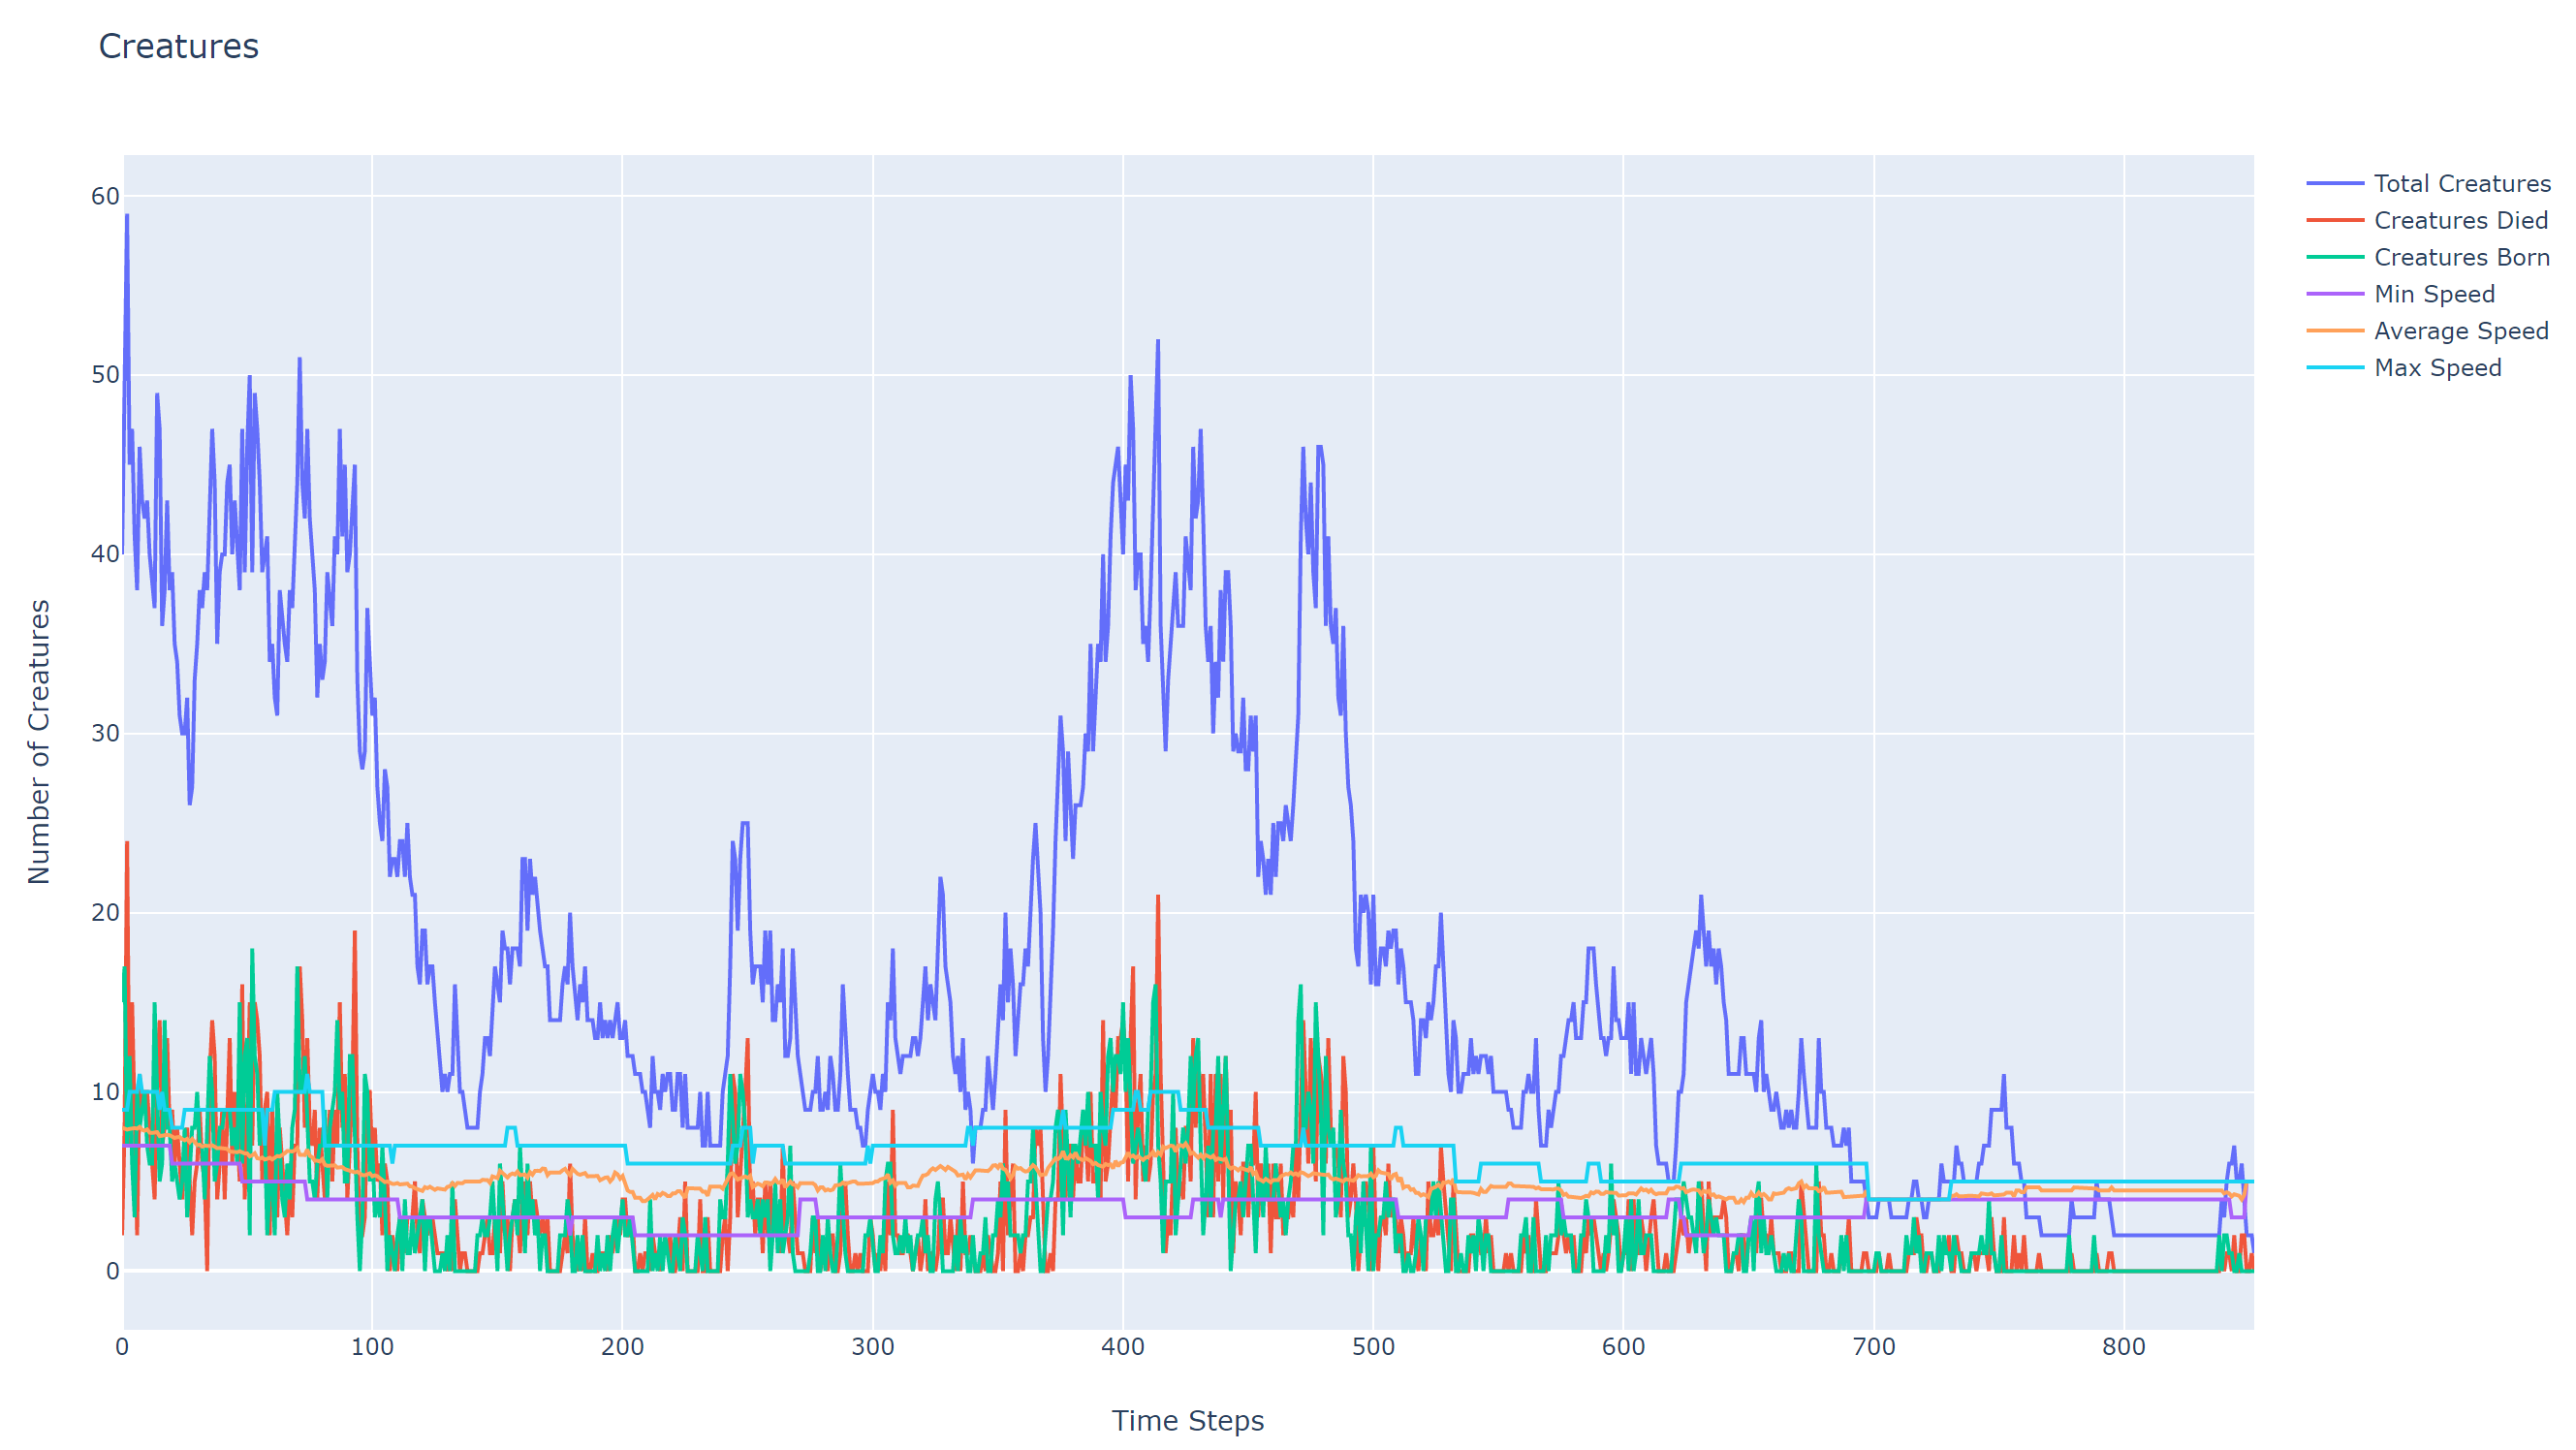 Creatures
Total Creatures
Creatures Died
Creatures Born
Min Speed
Average Speed
Max Speed
60
50
40
30
20
10
0
Number of Creatures
0 100 200 300 400 500 600 700 800
Time Steps